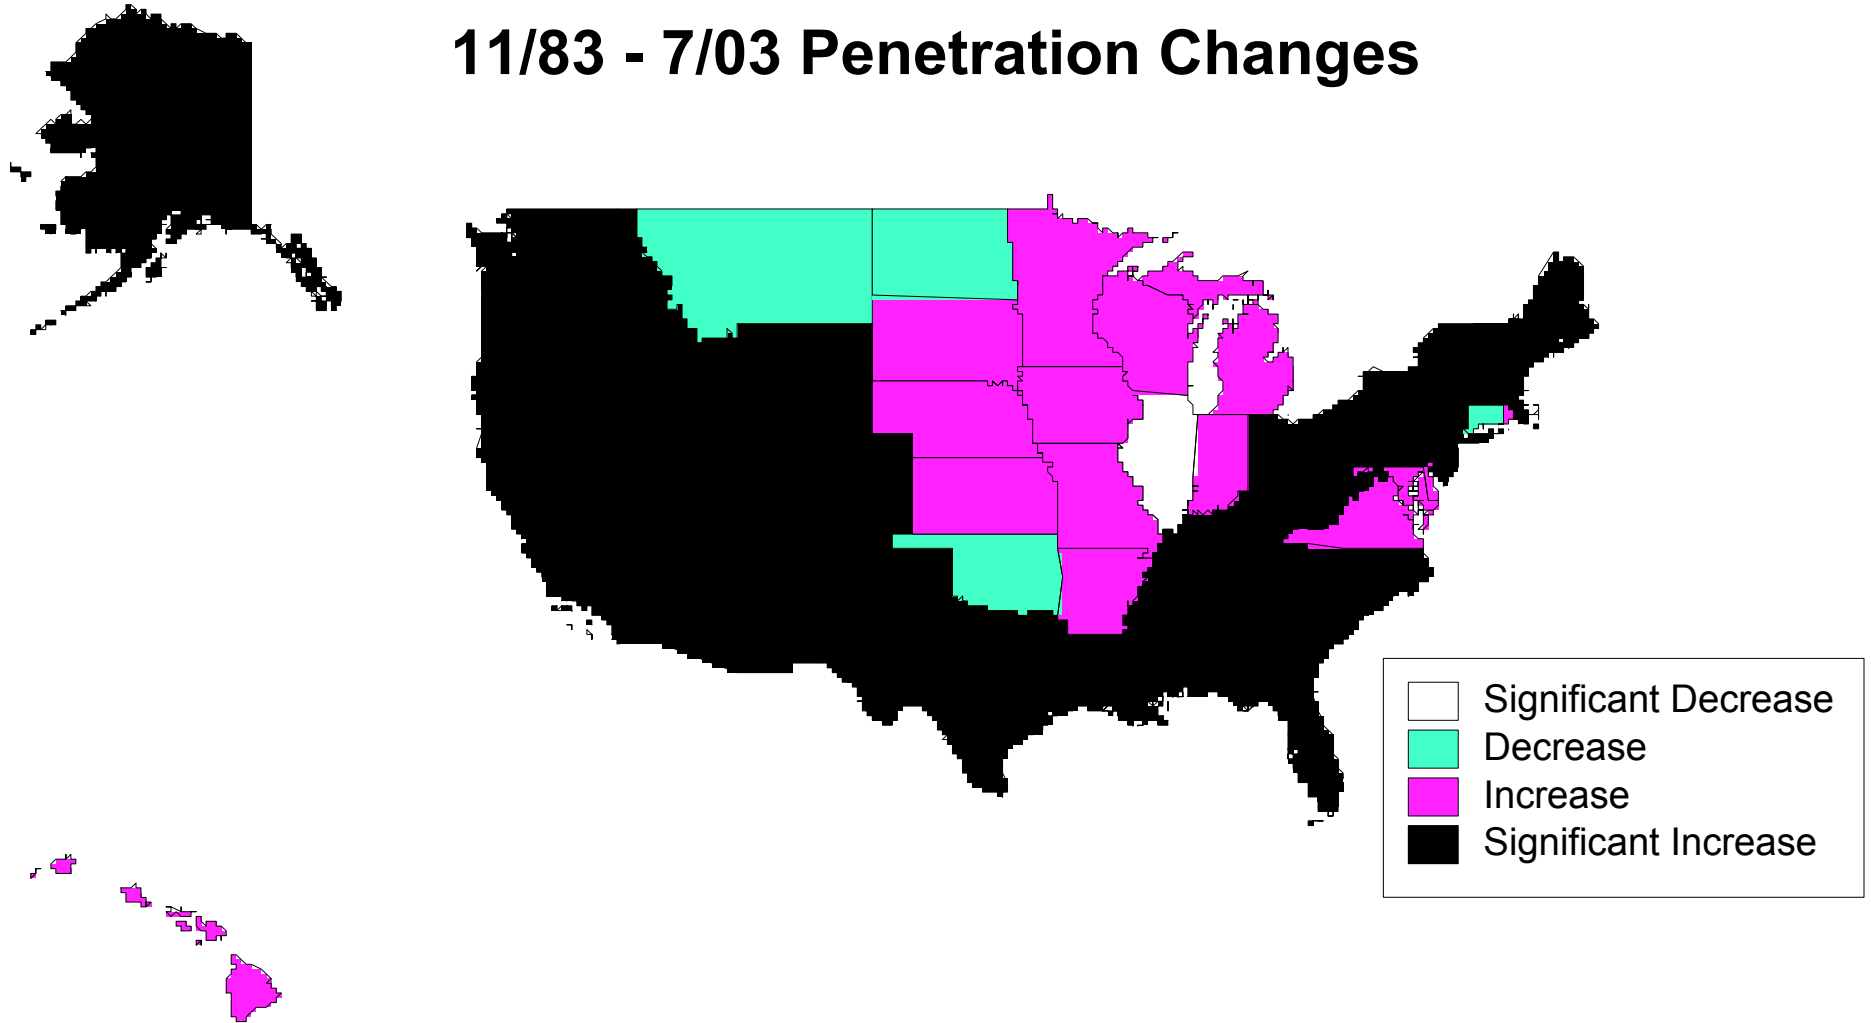 11/83 - 7/03 Penetration Changes
Significant Decrease
Decrease
Increase
Significant Increase